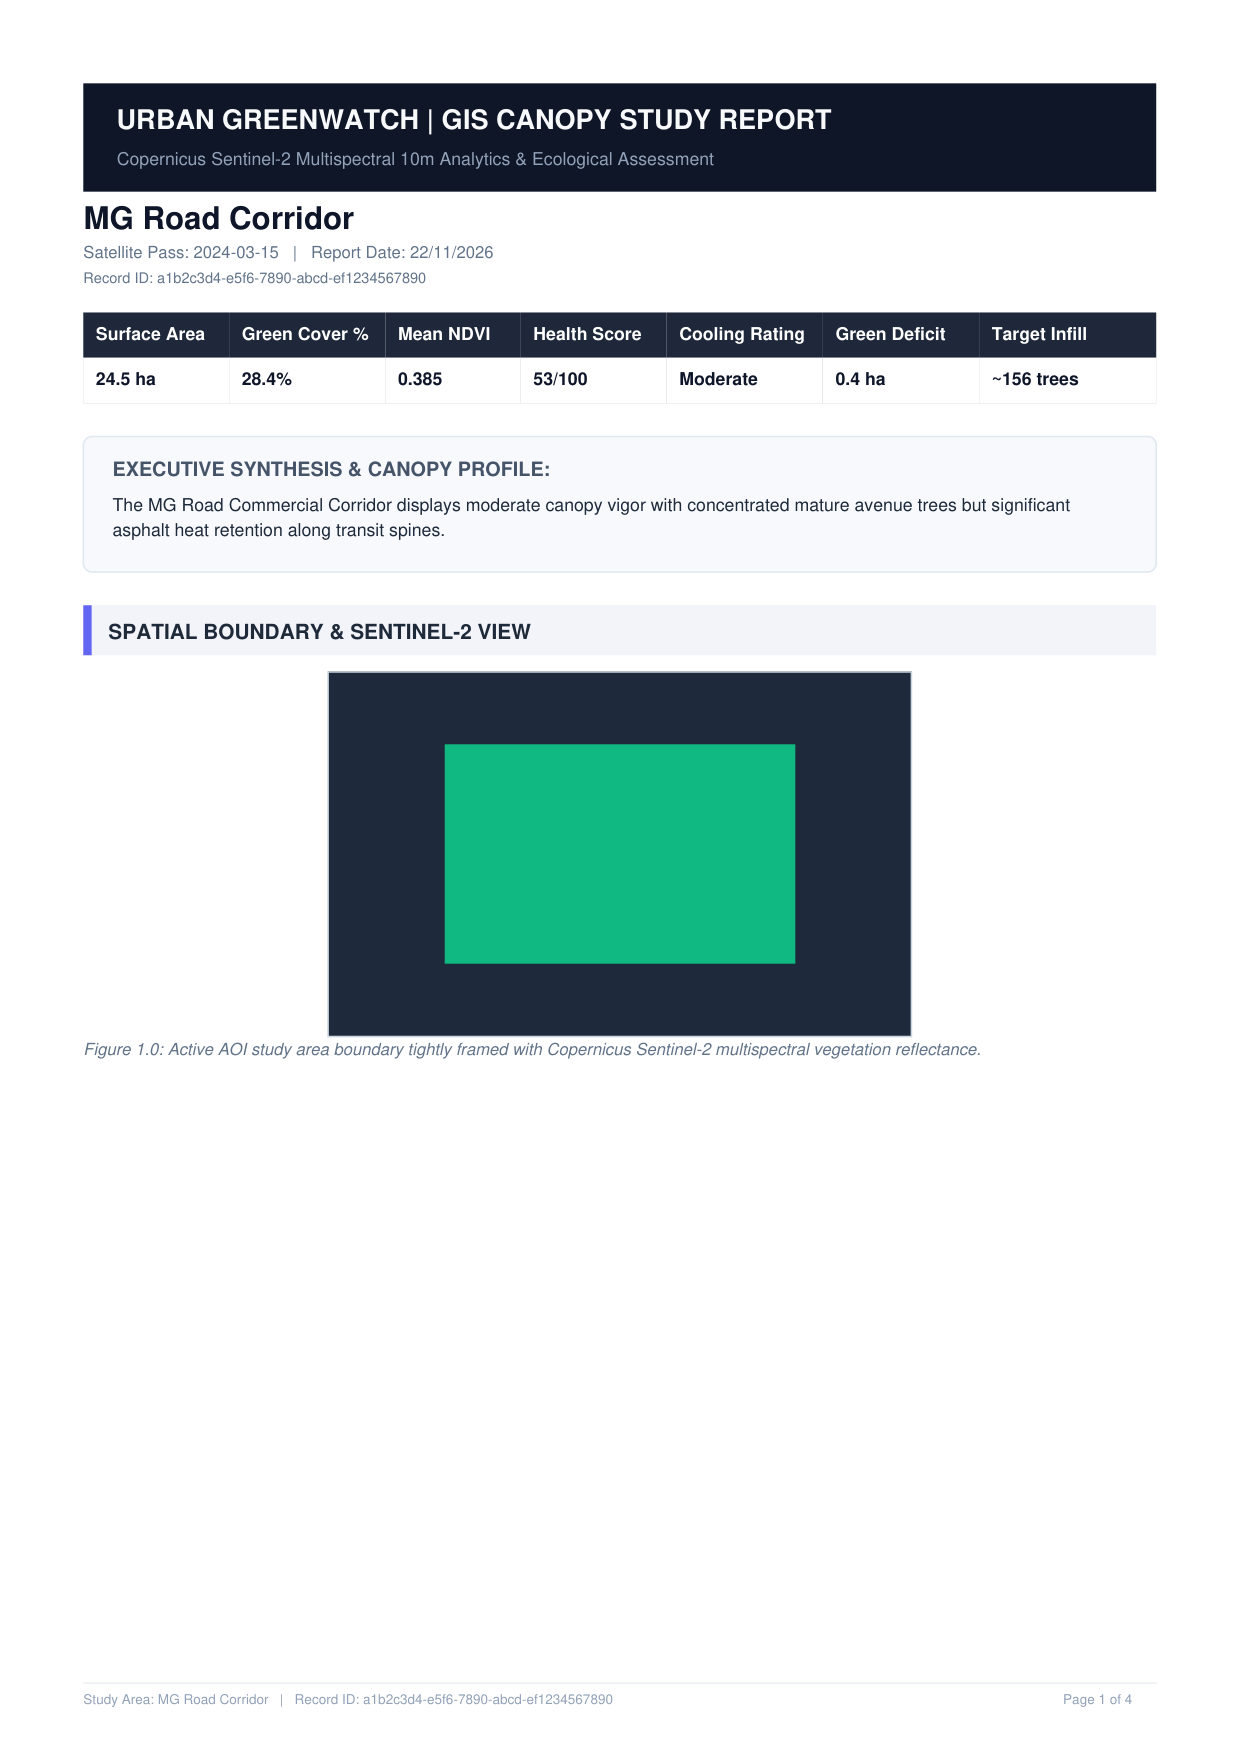 URBAN GREENWATCH | GIS CANOPY STUDY REPORT
Copernicus Sentinel-2 Multispectral 10m Analytics & Ecological Assessment
MG Road Corridor
Satellite Pass: 2024-03-15 | Report Date: 22/11/2026
Record ID: a1b2c3d4-e5f6-7890-abcd-ef1234567890
Surface Area Green Cover % Mean NDVI Health Score Cooling Rating Green Deficit Target Infill
24.5 ha 28.4% 0.385 53/100 Moderate 0.4 ha ~156 trees
EXECUTIVE SYNTHESIS & CANOPY PROFILE:
The MG Road Commercial Corridor displays moderate canopy vigor with concentrated mature avenue trees but significant
asphalt heat retention along transit spines.
SPATIAL BOUNDARY & SENTINEL-2 VIEW
Figure 1.0: Active AOI study area boundary tightly framed with Copernicus Sentinel-2 multispectral vegetation reflectance.
Study Area: MG Road Corridor | Record ID: a1b2c3d4-e5f6-7890-abcd-ef1234567890 Page 1 of 4